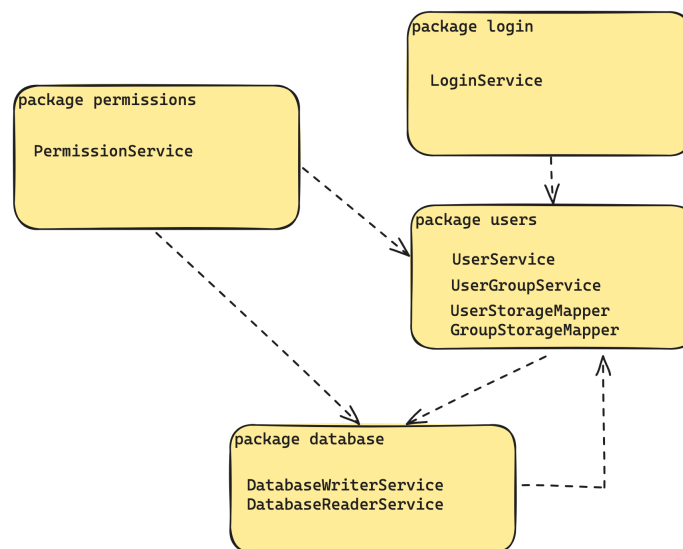 package login
LoginService
package permissions
PermissionService
package users
UserService
UserGroupService
UserStorageMapper
GroupStorageMapper
package database
DatabaseWriterService
DatabaseReaderService